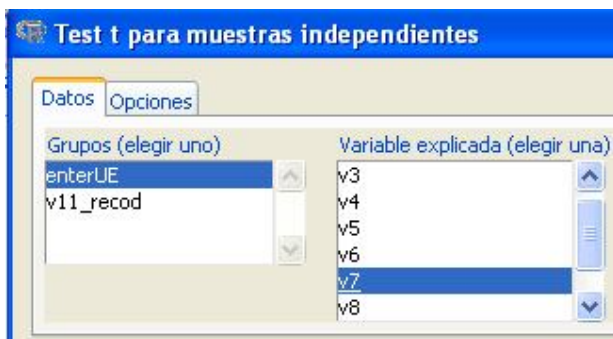 Test t para muestras independientes
Datos Opciones
Grupos (elegir uno)
enterUE
v11_recod
Variable explicada (elegir una)
v3
v4
v5
v6
v7
v8